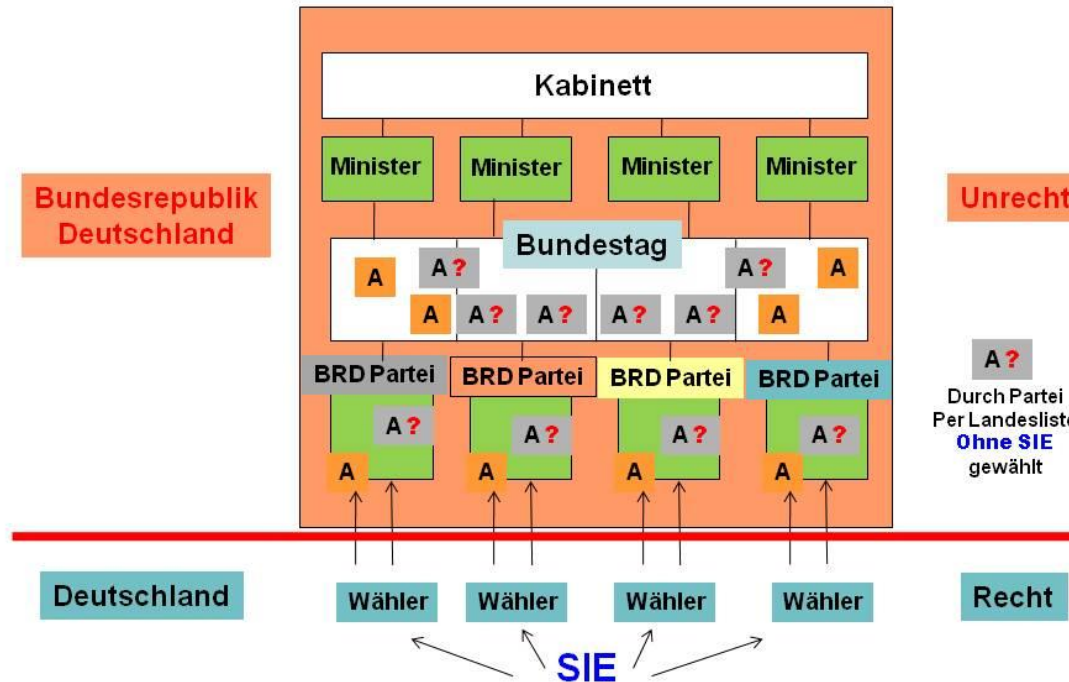 Kabinett
Minister
Minister
Minister
Minister
Bundesrepublik
Deutschland
Unrecht
Bundestag
A
A ?
A ?
A
A
A ?
A ?
A ?
A ?
A
BRD Partei
BRD Partei
BRD Partei
BRD Partei
A ?
A ?
A ?
A ?
A ?
A
A
A
A
Durch Partei
Per Landesliste
Ohne SIE
gewählt
Deutschland
Wähler
Wähler
Wähler
Wähler
Recht
SIE